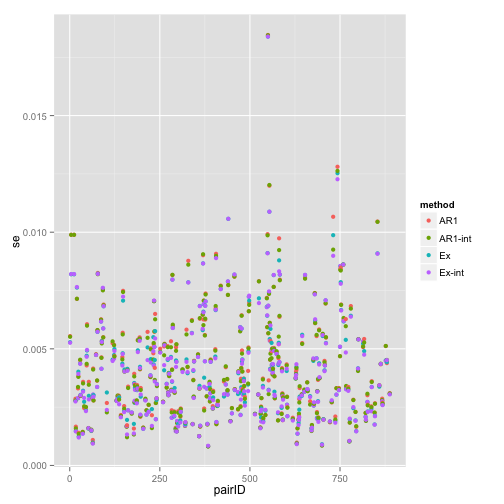 0.015
0.010
0.005
0.000
se
0
250
500
750
pairID
method
AR1
AR1-int
Ex
Ex-int